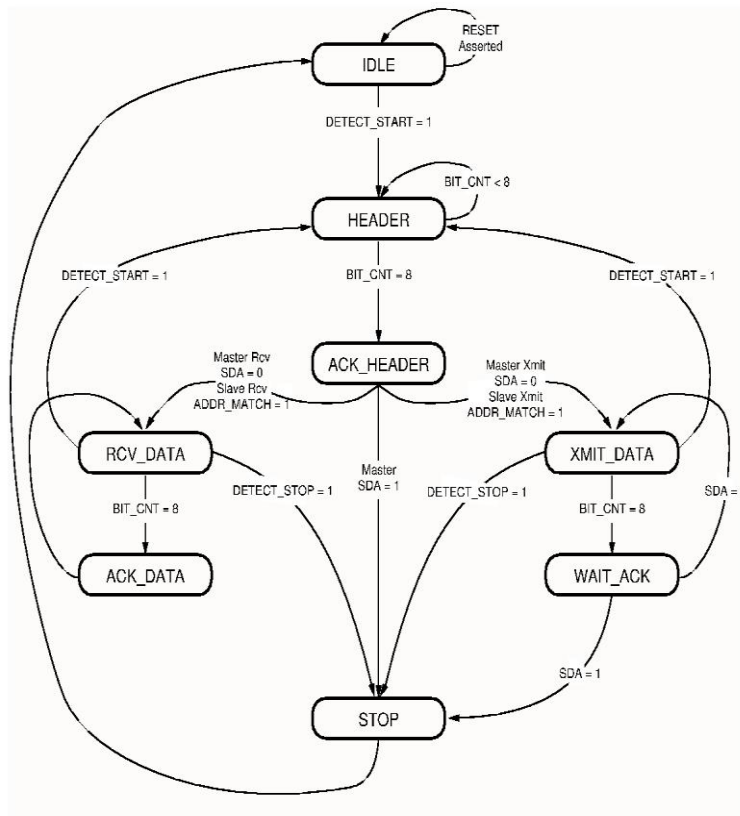 RESET
Asserted
IDLE
DETECT_START = 1
BIT_CNT < 8
HEADER
DETECT_START = 1
BIT_CNT = 8
DETECT_START = 1
ACK_HEADER
Master Rcv
SDA = 0
Slave Rcv
ADDR_MATCH = 1
Master Xmit
SDA = 0
Slave Xmit
ADDR_MATCH = 1
RCV_DATA
XMIT_DATA
Master
SDA = 1
DETECT_STOP = 1
DETECT_STOP = 1
SDA =
BIT_CNT = 8
BIT_CNT = 8
ACK_DATA
WAIT_ACK
SDA = 1
STOP